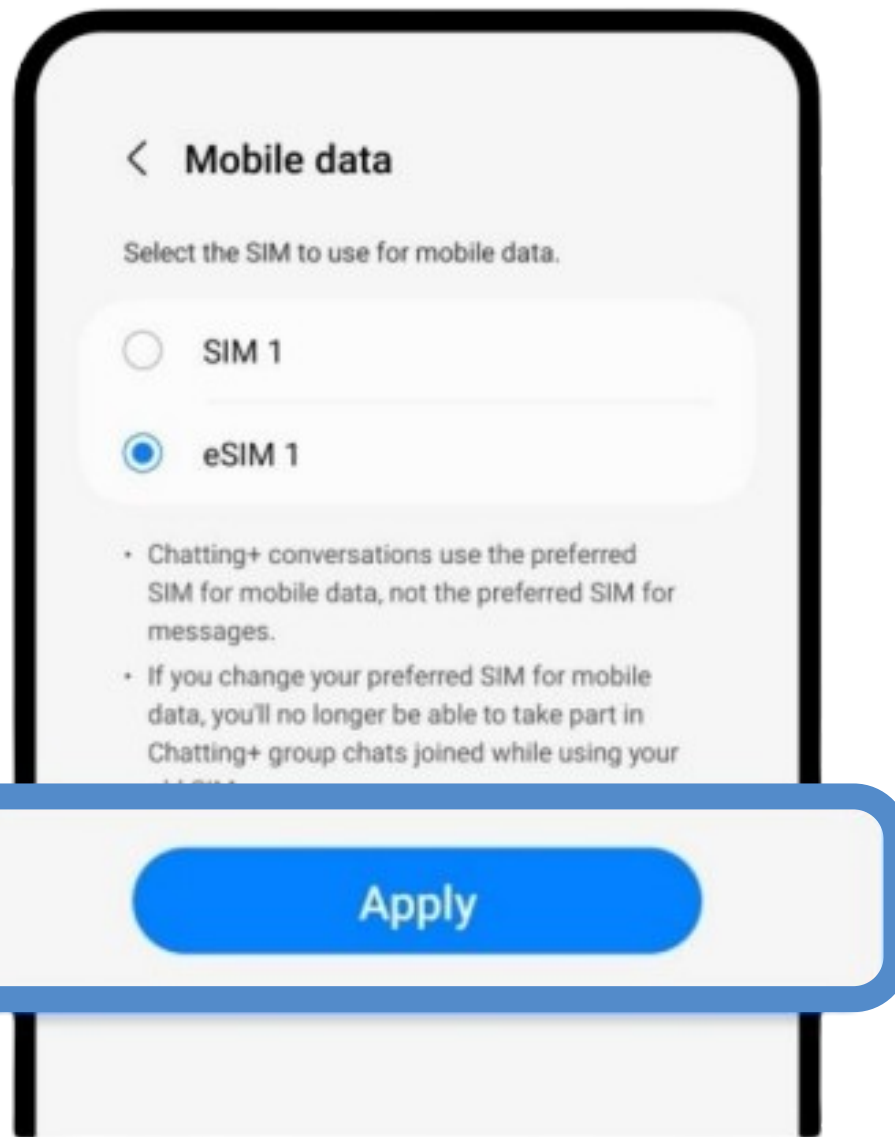 Mobile data
Select the SIM to use for mobile data.
SIM 1
eSIM 1
• Chatting+ conversations use the preferred
SIM for mobile data, not the preferred SIM for
messages.
• If you change your preferred SIM for mobile
data, you'll no longer be able to take part in
Chatting+ group chats joined while using your
Apply